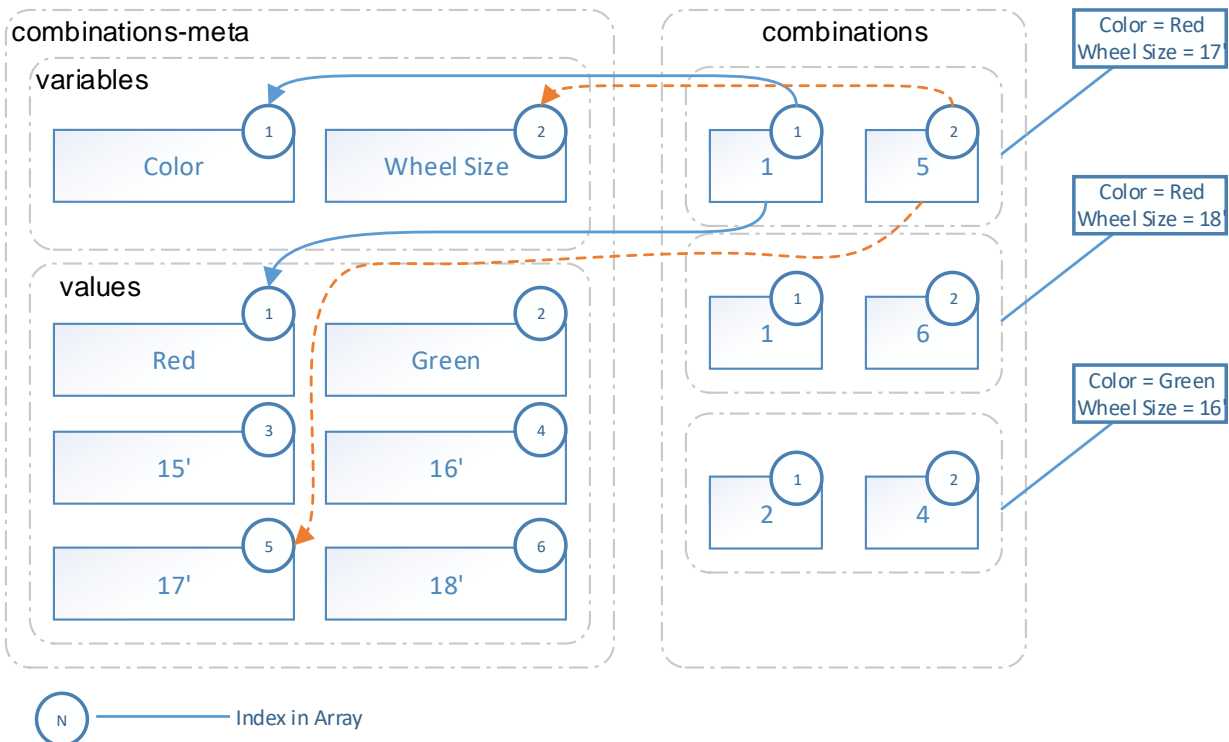 combinations-meta
variables
1
Color
2
Wheel Size
values
1
Red
2
Green
3
15'
4
16'
5
17'
6
18'
combinations
1
1
2
5
1
1
2
6
1
2
2
4
Color = Red
Wheel Size = 17'
Color = Red
Wheel Size = 18'
Color = Green
Wheel Size = 16'
N
Index in Array